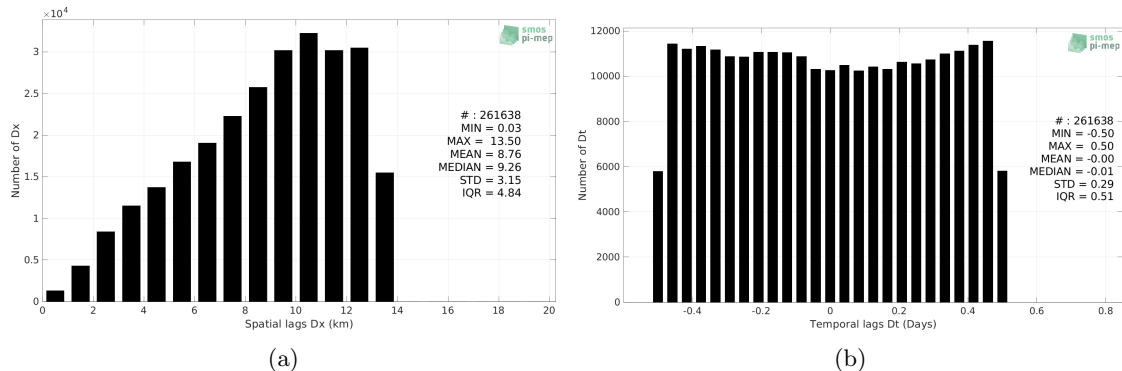 ×10⁴
smos
pi-mep
3
2.5
2
1.5
1
0.5
0
Number of Dx
# : 261638
MIN = 0.03
MAX = 13.50
MEAN = 8.76
MEDIAN = 9.26
STD = 3.15
IQR = 4.84
0 2 4 6 8 10 12 14 16 18 20
Spatial lags Dx (km)
(a)
smos
pi-mep
12000
10000
8000
6000
4000
2000
0
Number of Dt
# : 261638
MIN = -0.50
MAX = 0.50
MEAN = -0.00
MEDIAN = -0.01
STD = 0.29
IQR = 0.51
-0.4 -0.2 0 0.2 0.4 0.6 0.8
Temporal lags Dt (Days)
(b)